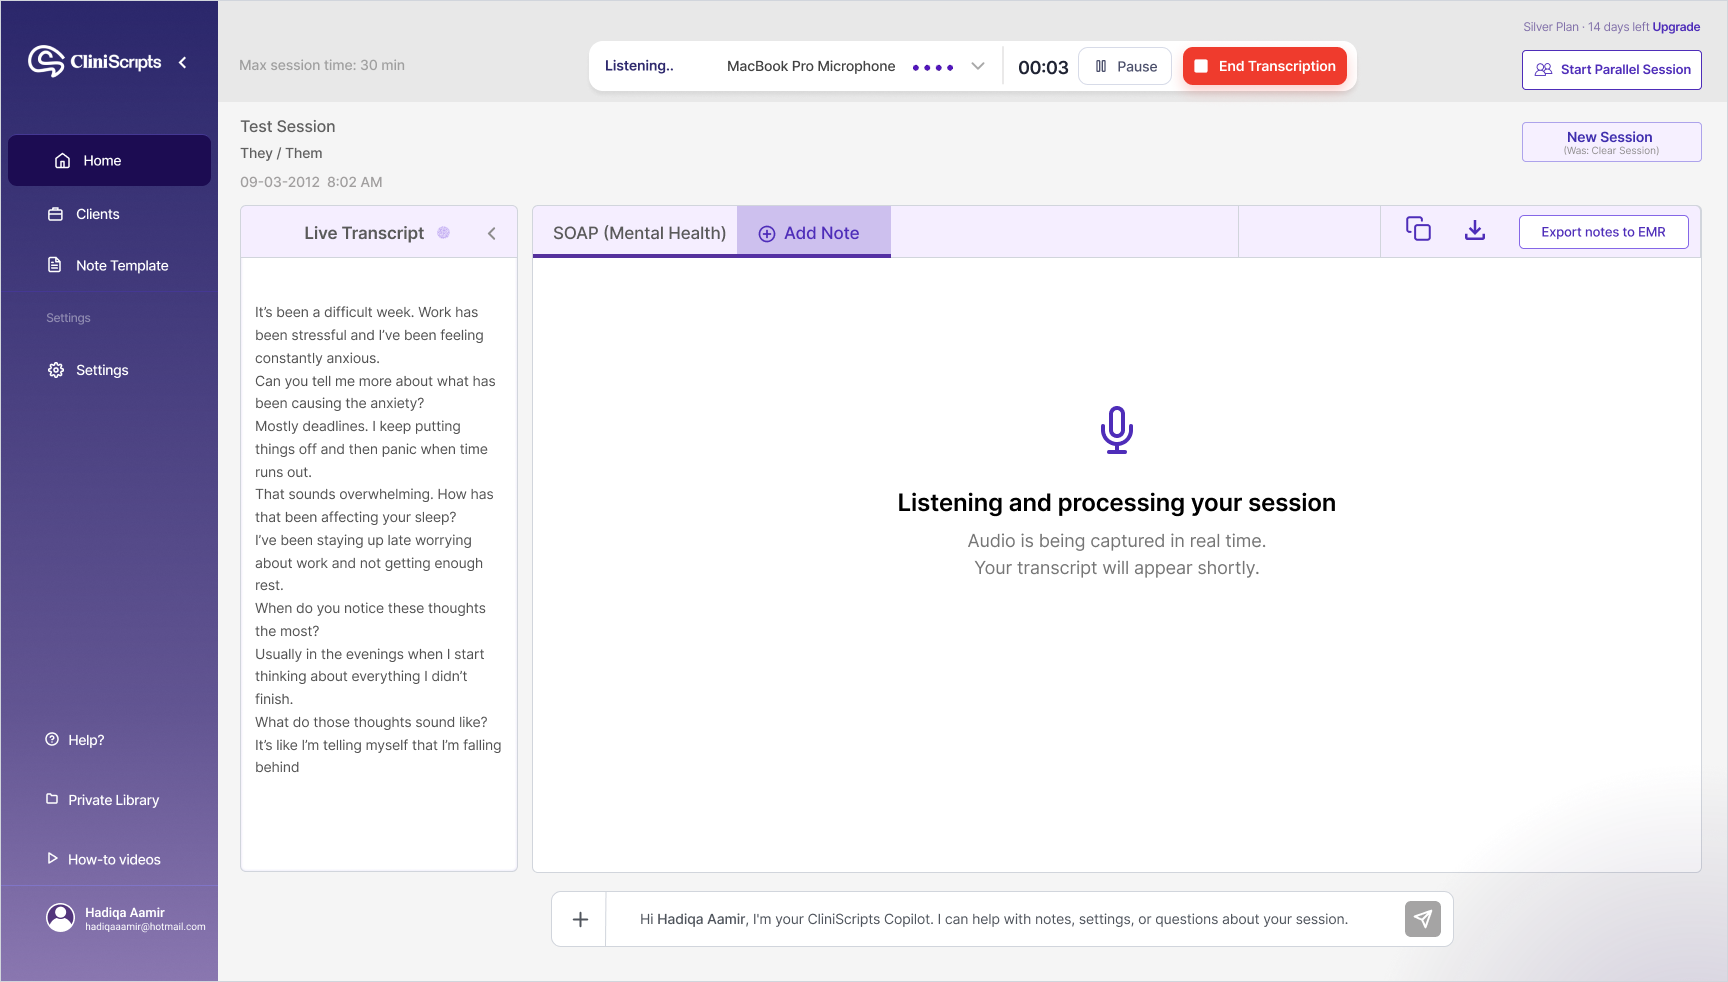 CliniScripts
Home
Clients
Note Template
Settings
Settings
Help?
Private Library
How-to videos
Hadiqa Aamir
hadiqaaamir@hotmail.com
Max session time: 30 min
Listening..
MacBook Pro Microphone
00:03
Pause
End Transcription
Silver Plan · 14 days left Upgrade
Start Parallel Session
Test Session
They / Them
09-03-2012 8:02 AM
New Session
(Was: Clear Session)
Live Transcript
It’s been a difficult week. Work has
been stressful and I’ve been feeling
constantly anxious.
Can you tell me more about what has
been causing the anxiety?
Mostly deadlines. I keep putting
things off and then panic when time
runs out.
That sounds overwhelming. How has
that been affecting your sleep?
I’ve been staying up late worrying
about work and not getting enough
rest.
When do you notice these thoughts
the most?
Usually in the evenings when I start
thinking about everything I didn’t
finish.
What do those thoughts sound like?
It’s like I’m telling myself that I’m falling
behind
SOAP (Mental Health)
Add Note
Export notes to EMR
Listening and processing your session
Audio is being captured in real time.
Your transcript will appear shortly.
Hi Hadiqa Aamir, I'm your CliniScripts Copilot. I can help with notes, settings, or questions about your session.